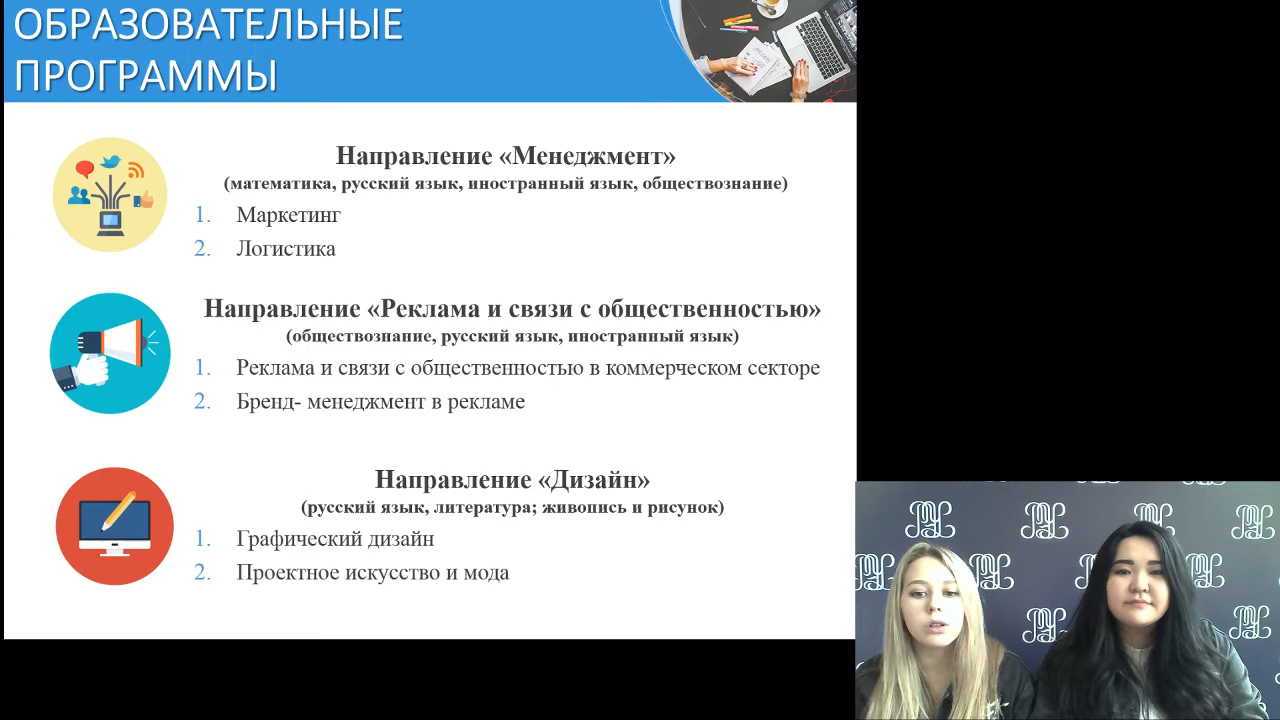 ОБРАЗОВАТЕЛЬНЫЕ
ПРОГРАММЫ
Направление «Менеджмент»
(математика, русский язык, иностранный язык, обществознание)
1. Маркетинг
2. Логистика
Направление «Реклама и связи с общественностью»
(обществознание, русский язык, иностранный язык)
1. Реклама и связи с общественностью в коммерческом секторе
2. Бренд- менеджмент в рекламе
Направление «Дизайн»
(русский язык, литература; живопись и рисунок)
1. Графический дизайн
2. Проектное искусство и мода